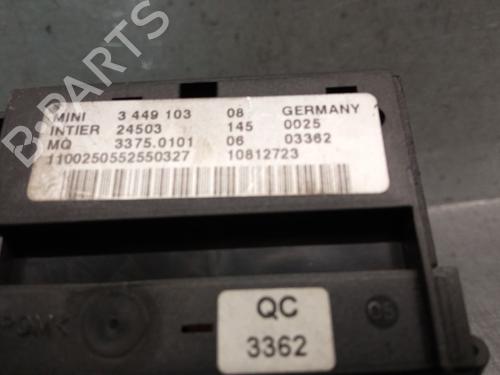 MINI 3 449 103 08 GERMANY
INTIER 24503 145 0025
MQ 3375.0101 06 03362
1100250552550327 10812723
QC
3362
B-PARTS